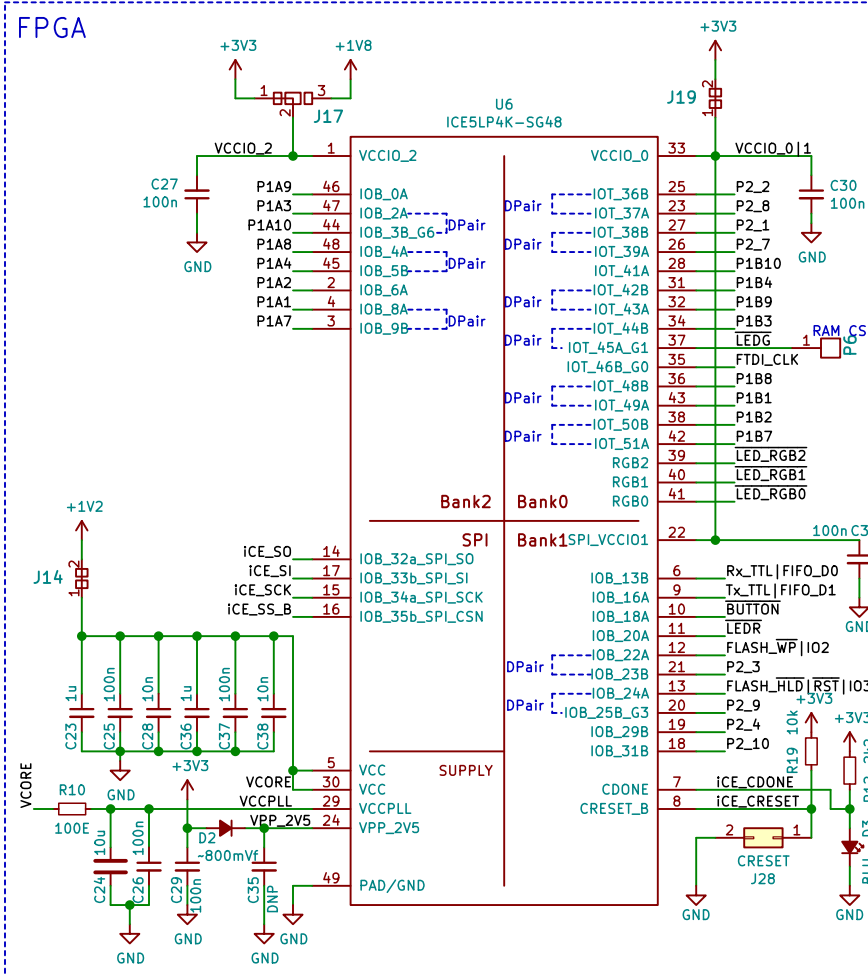 FPGA
+3V3
+1V8
+3V3
1
3
2
J17
J19
2
1
U6
ICE5LP4K-SG48
VCCIO_2
1
VCCIO_2
VCCIO_0
33
VCCIO_0|1
C27
100n
GND
C30
100n
GND
P1A9
46
IOB_0A
P1A3
47
IOB_2A
DPair
P1A10
44
IOB_3B_G6
P1A8
48
IOB_4A
DPair
P1A4
45
IOB_5B
P1A2
2
IOB_6A
P1A1
4
IOB_8A
DPair
P1A7
3
IOB_9B
DPair
IOT_36B
25
P2_2
IOT_37A
23
P2_8
DPair
IOT_38B
27
P2_1
IOT_39A
26
P2_7
IOT_41A
28
P1B10
DPair
IOT_42B
31
P1B4
IOT_43A
32
P1B9
DPair
IOT_44B
34
P1B3
IOT_45A_G1
37
LEDG
1
RAM_CS
P6
IOT_46B_G0
35
FTDI_CLK
DPair
IOT_48B
36
P1B8
IOT_49A
43
P1B1
DPair
IOT_50B
38
P1B2
IOT_51A
42
P1B7
RGB2
39
LED_RGB2
RGB1
40
LED_RGB1
RGB0
41
LED_RGB0
Bank2
Bank0
SPI
Bank1
SPI_VCCIO1
22
100n
GND
+1V2
J14
2
1
iCE_SO
14
IOB_32a_SPI_SO
iCE_SI
17
IOB_33b_SPI_SI
iCE_SCK
15
IOB_34a_SPI_SCK
iCE_SS_B
16
IOB_35b_SPI_CSN
IOB_13B
6
Rx_TTL|FIFO_D0
IOB_16A
9
Tx_TTL|FIFO_D1
IOB_18A
10
BUTTON
IOB_20A
11
LEDR
DPair
IOB_22A
12
FLASH_WP|IO2
IOB_23B
21
P2_3
DPair
IOB_24A
13
FLASH_HLD|RST|IO3
IOB_25B_G3
20
P2_9
IOB_29B
19
P2_4
IOB_31B
18
P2_10
C23
1u
C25
100n
C28
10n
C36
1u
C37
100n
C38
10n
GND
+3V3
5
VCC
SUPPLY
VCORE
30
VCC
VCCPLL
29
VCCPLL
VPP_2V5
24
VPP_2V5
49
PAD/GND
VCORE
R10
100E
C24
10u
C26
100n
GND
D2
~800mVf
C29
100n
GND
C35
DNP
GND
GND
CDONE
7
iCE_CDONE
CRESET_B
8
iCE_CRESET
+3V3
R19
10k
+3V3
2
1
CRESET
J28
GND
D3
GND